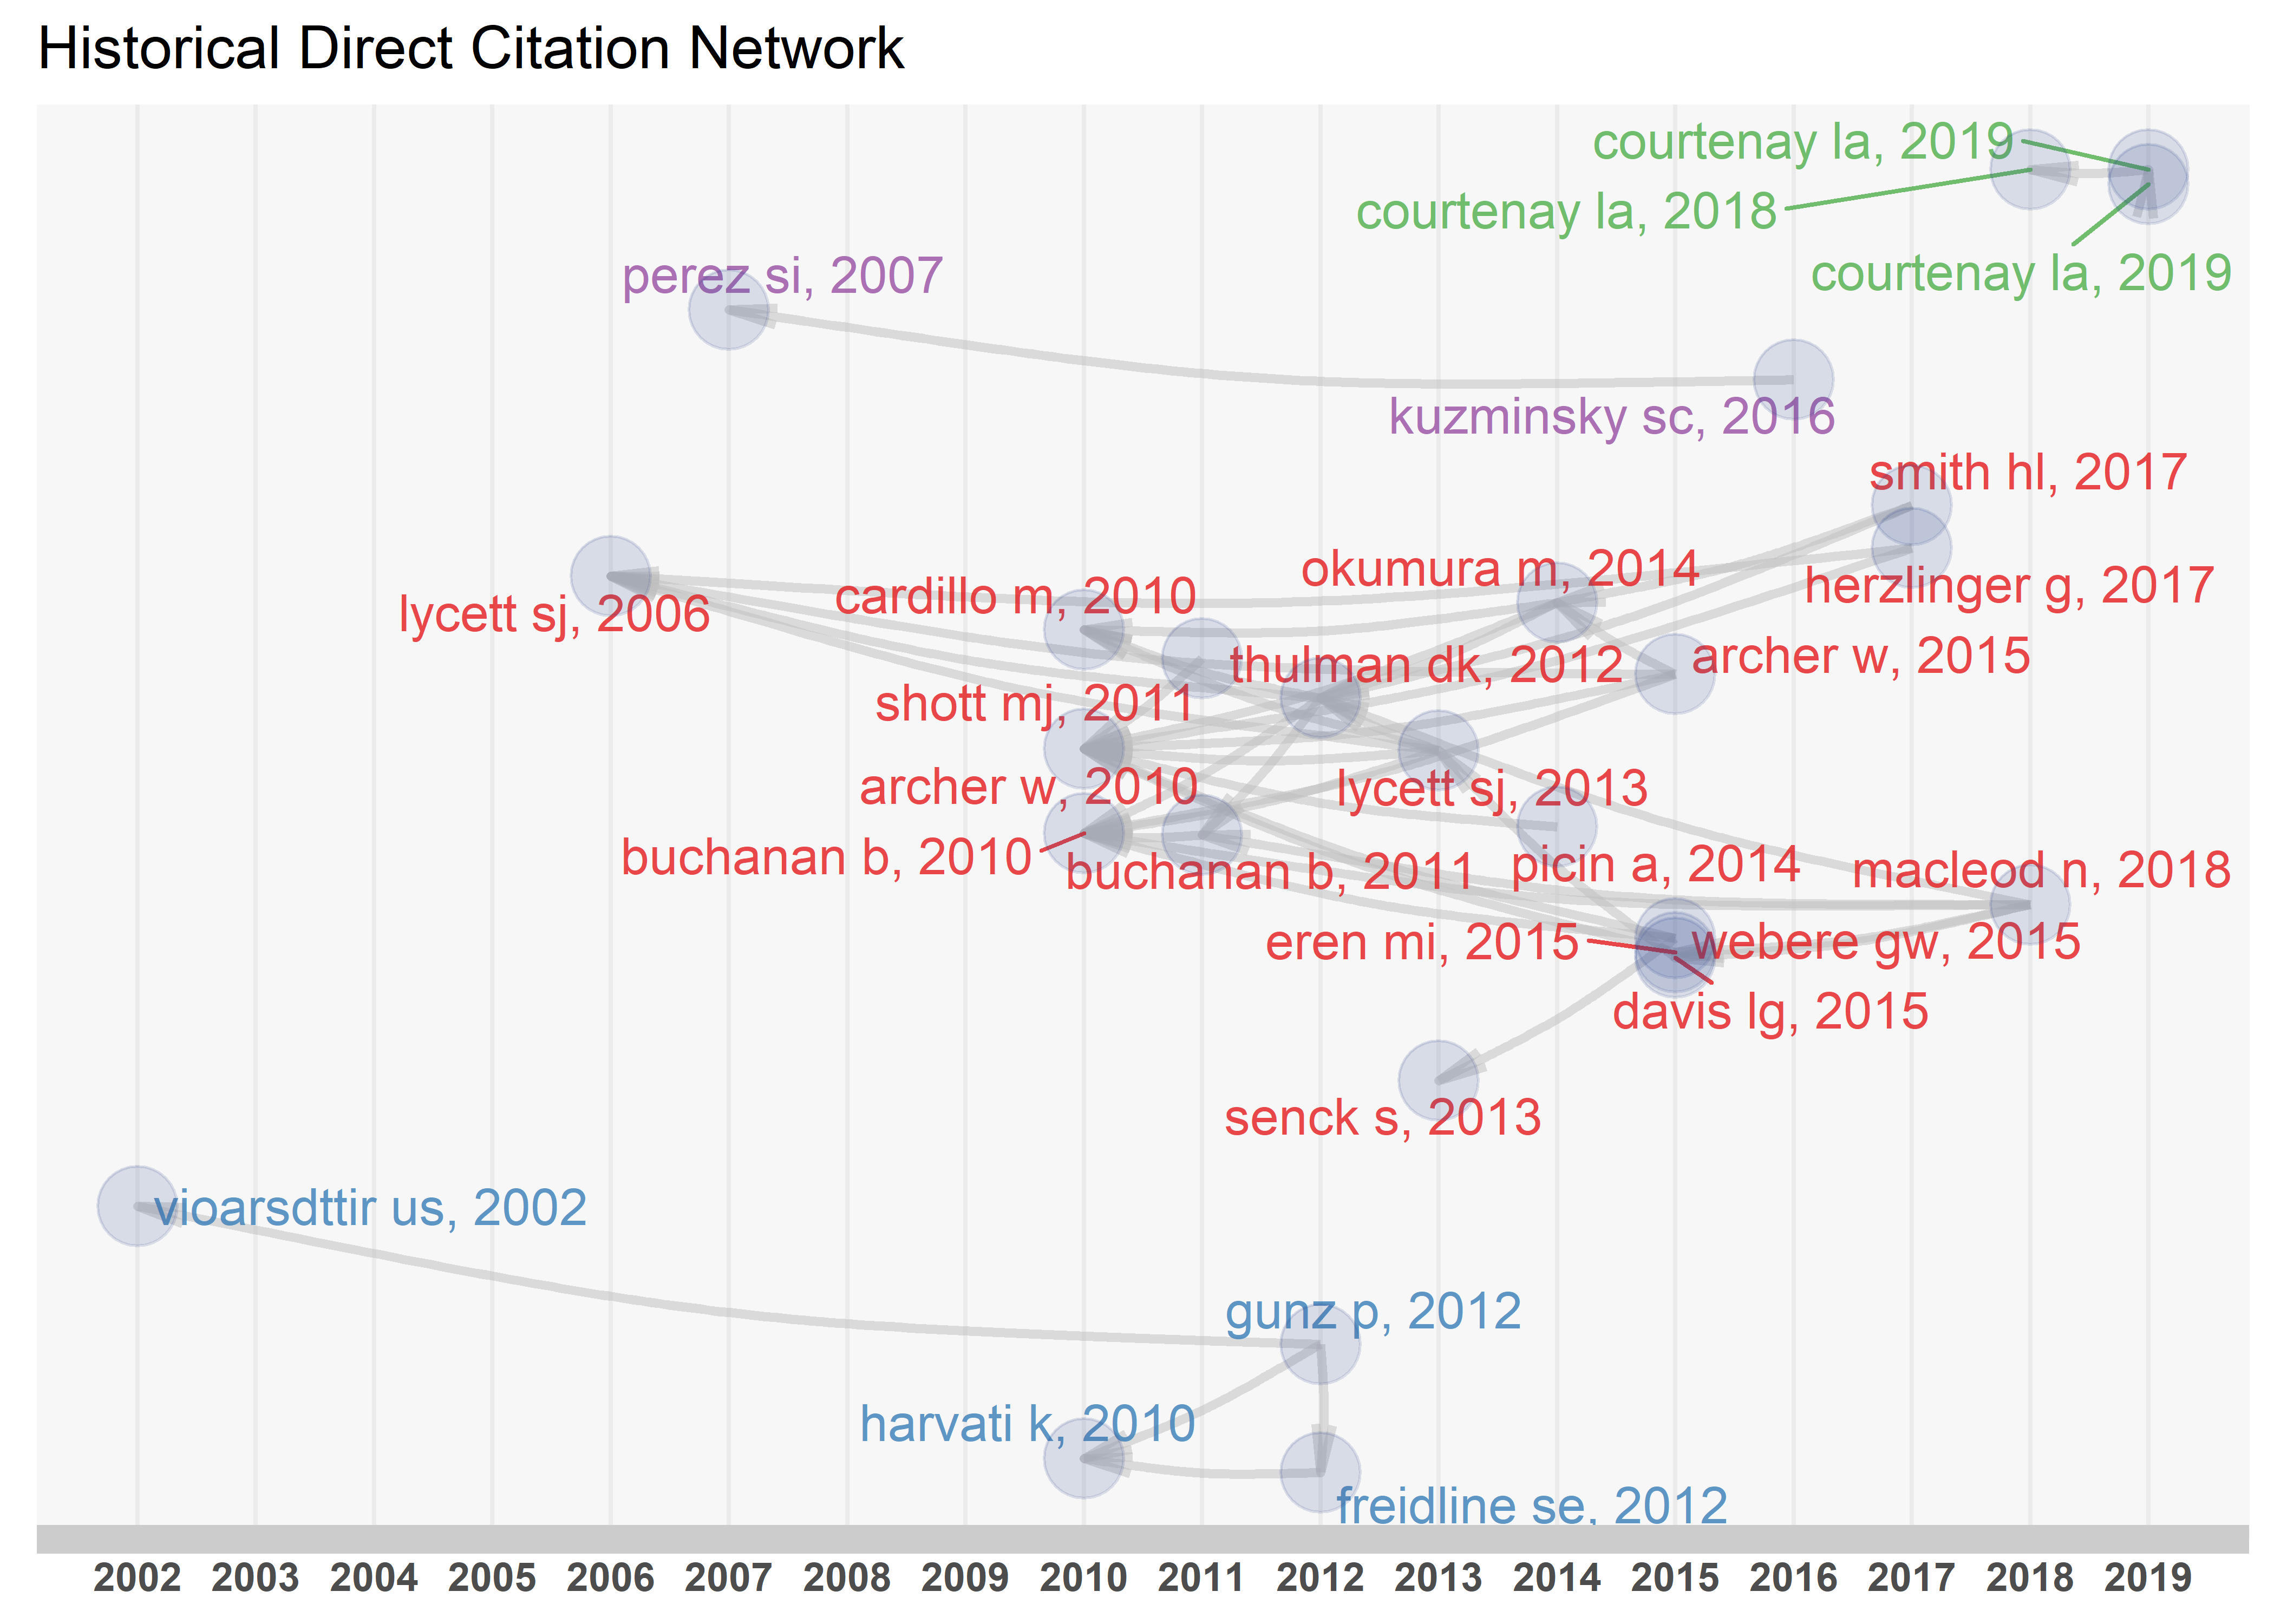 Historical Direct Citation Network
courtenay la, 2019
courtenay la, 2018
courtenay la, 2019
perez si, 2007
kuzminsky sc, 2016
smith hl, 2017
okumura m, 2014
herzlinger g, 2017
cardillo m, 2010
lycett sj, 2006
thulman dk, 2012
archer w, 2015
shott mj, 2011
archer w, 2010
lycett sj, 2013
buchanan b, 2010
buchanan b, 2011
picin a, 2014
macleod n, 2018
eren mi, 2015
webere gw, 2015
davis lg, 2015
senck s, 2013
vioarsdttir us, 2002
gunz p, 2012
harvati k, 2010
freidline se, 2012
2002 2003 2004 2005 2006 2007 2008 2009 2010 2011 2012 2013 2014 2015 2016 2017 2018 2019